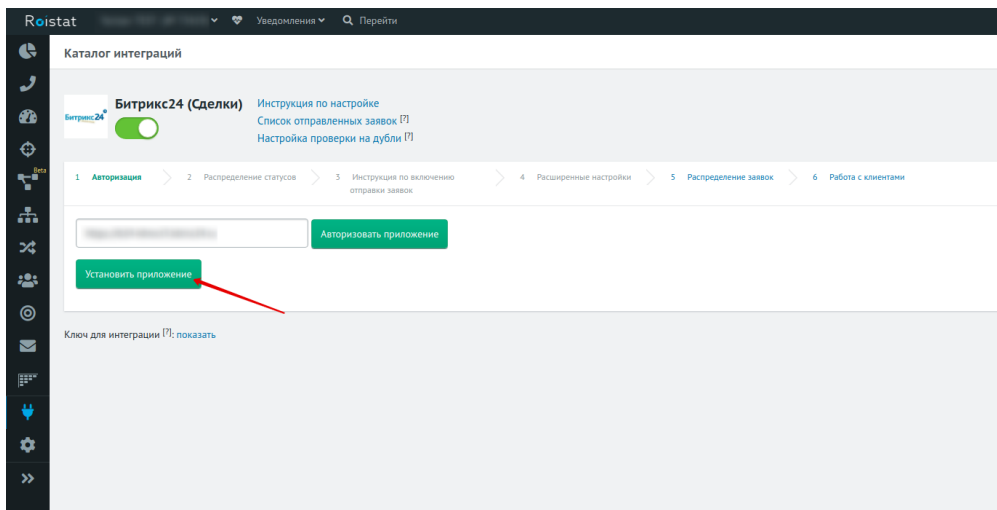 Roistat Уведомления Перейти
Каталог интеграций
Битрикс24
Битрикс24 (Сделки)
Инструкция по настройке
Список отправленных заявок [?]
Настройка проверки на дубли [?]
Beta
1 Авторизация
2 Распределение статусов
3 Инструкция по включению
отправки заявок
4 Расширенные настройки
5 Распределение заявок
6 Работа с клиентами
Авторизовать приложение
Установить приложение
Ключ для интеграции [?]: показать